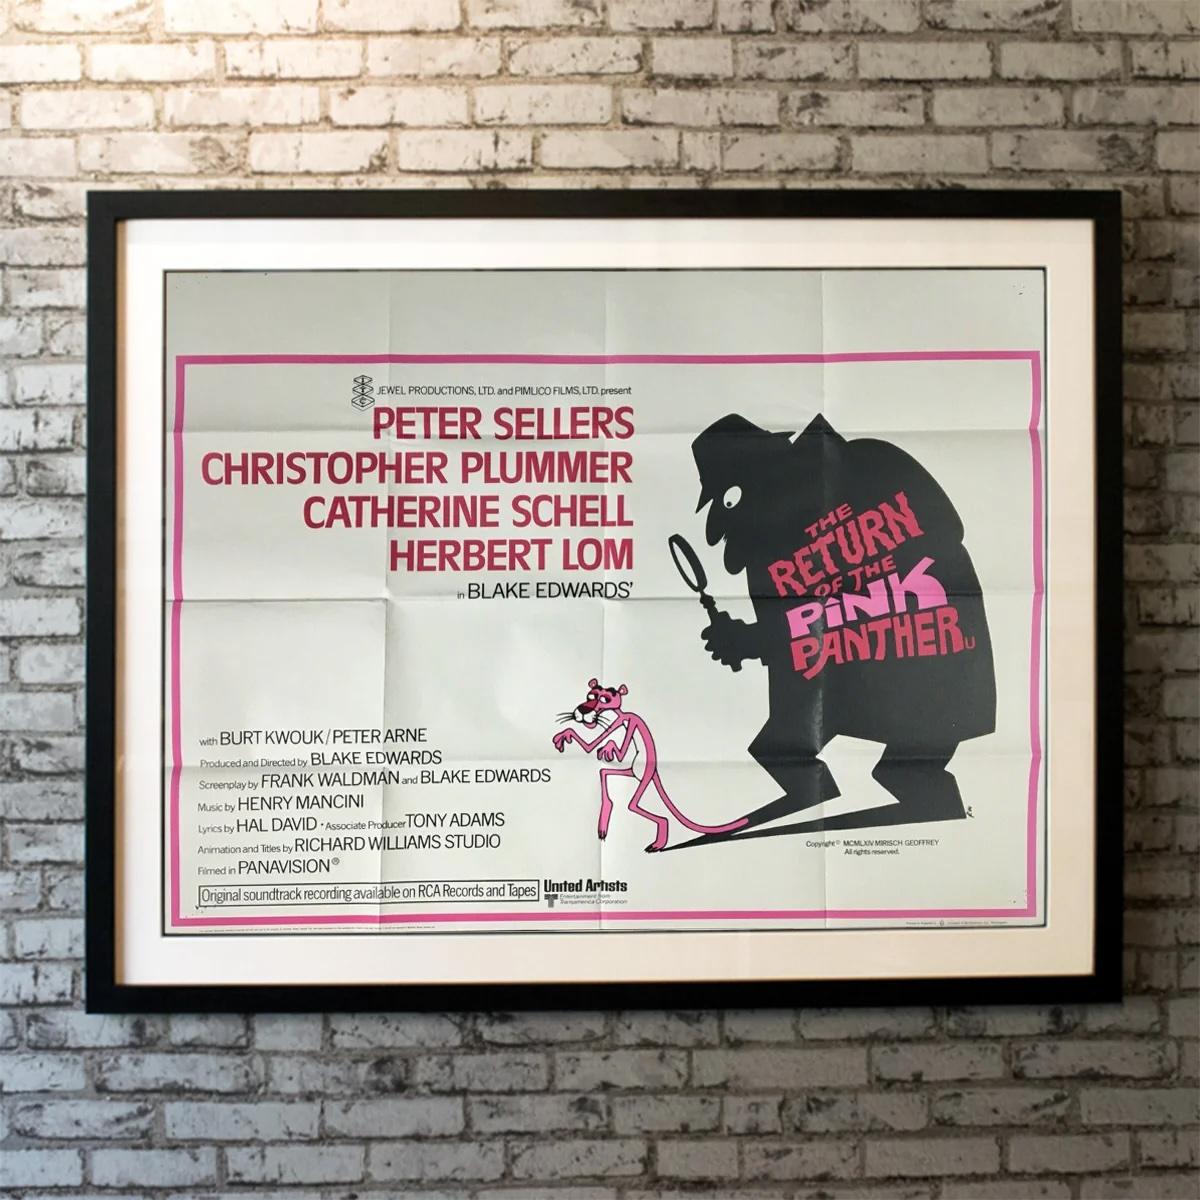 JEWEL PRODUCTIONS, LTD. and PIMLICO FILMS, LTD. present
PETER SELLERS
CHRISTOPHER PLUMMER
CATHERINE SCHELL
HERBERT LOM
in BLAKE EDWARDS'
THE
RETURN
OF THE
PiNK
PANTHER U
with BURT KWOUK/PETER ARNE
Produced and Directed by BLAKE EDWARDS
Screenplay by FRANK WALDMAN and BLAKE EDWARDS
Music by HENRY MANCINI
Lyrics by HAL DAVID · Associate Producer TONY ADAMS
Animation and Titles by RICHARD WILLIAMS STUDIO
Filmed in PANAVISION®
Original soundtrack recording available on RCA Records and Tapes
United Artists
Entertainment from
Transamerica Corporation
Copyright © MCMLXIV MIRISCH GEOFFREY
All rights reserved.